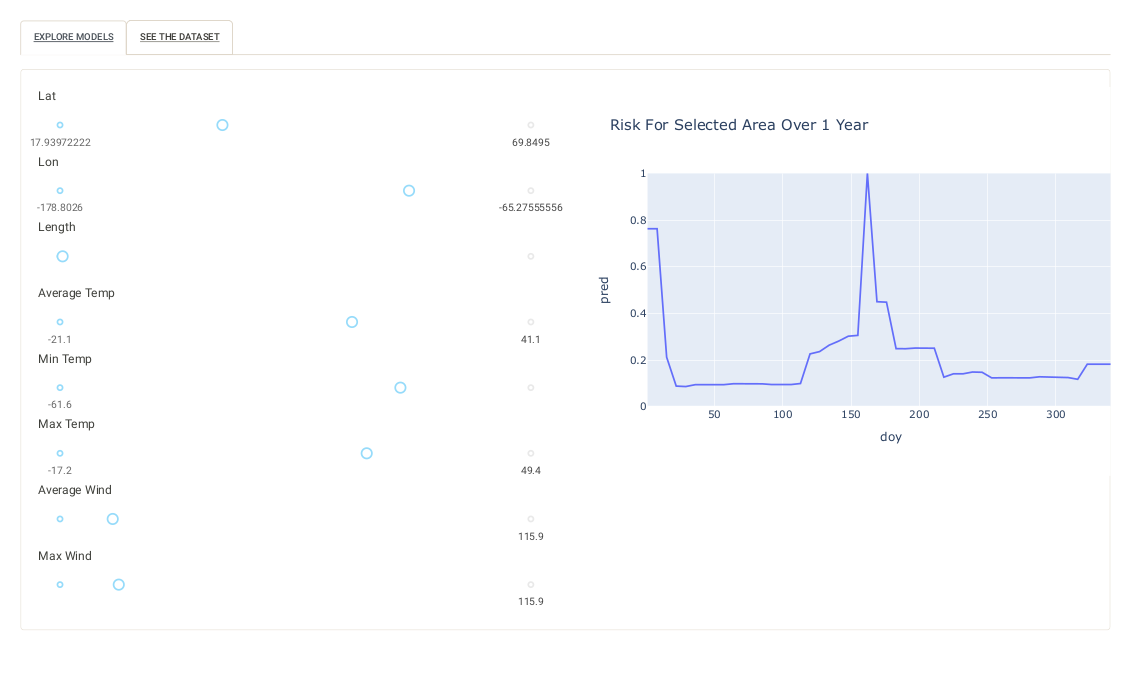 EXPLORE MODELS
SEE THE DATASET
Lat
17.93972222
69.8495
Lon
-178.8026
-65.27555556
Length
Average Temp
-21.1
41.1
Min Temp
-61.6
Max Temp
-17.2
49.4
Average Wind
115.9
Max Wind
115.9
Risk For Selected Area Over 1 Year
pred
1
0.8
0.6
0.4
0.2
0
50 100 150 200 250 300
doy